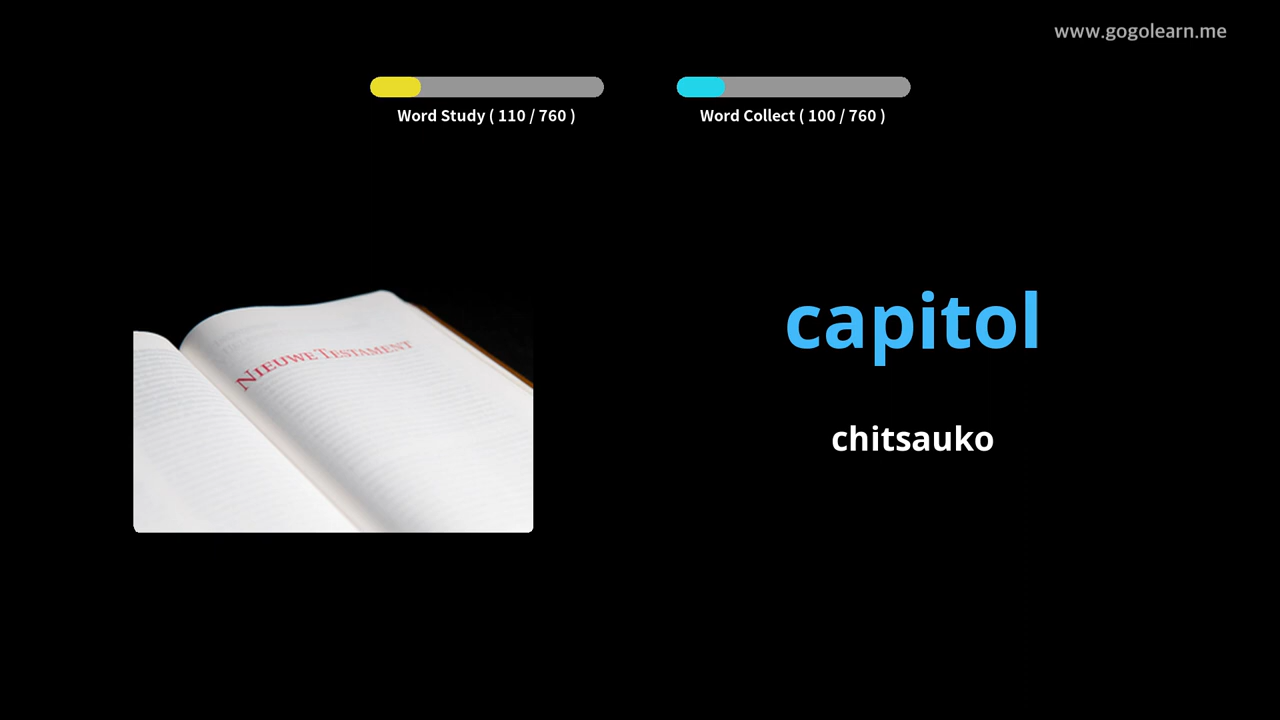 www.gogolearn.me
Word Study ( 110 / 760 )
Word Collect ( 100 / 760 )
NIEUWE TESTAMENT
capitol
chitsauko